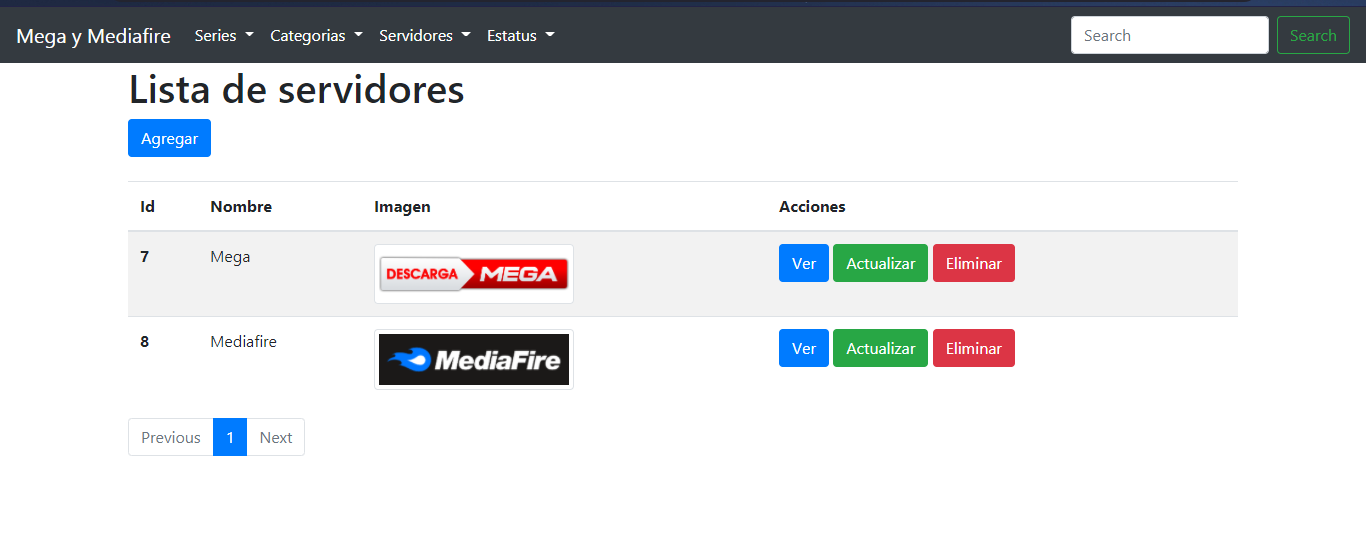 Mega y Mediafire Series Categorias Servidores Estatus Search Search
Lista de servidores
Agregar
Id Nombre Imagen Acciones
7 Mega DESCARGA MEGA Ver Actualizar Eliminar
8 Mediafire MediaFire Ver Actualizar Eliminar
Previous 1 Next